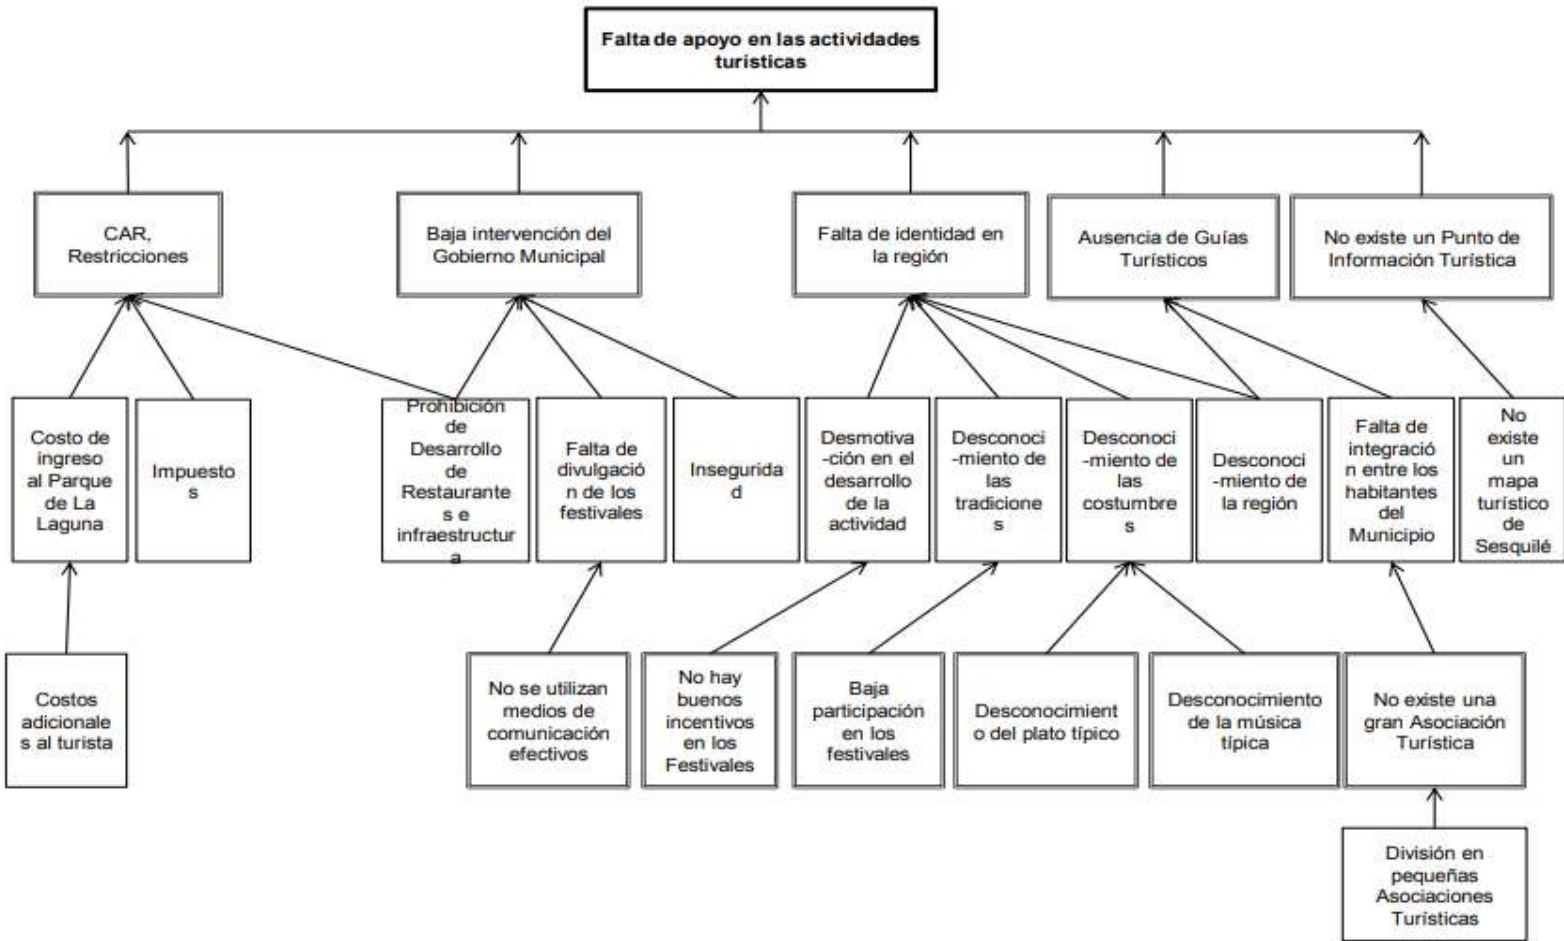 Falta de apoyo en las actividades
turísticas
CAR,
Restricciones
Baja intervención del
Gobierno Municipal
Falta de identidad en
la región
Ausencia de Guías
Turísticos
No existe un Punto de
Información Turística
Costo de
ingreso
al Parque
de La
Laguna
Impuesto
s
Prohibición
de
Desarrollo
de
Restaurante
s e
infraestructur
a
Falta de
divulgació
n de los
festivales
Insegurida
d
Desmotiva
-ción en el
desarrollo
de la
actividad
Desconoci
-miento de
las
tradicione
s
Desconoci
-miento de
las
costumbre
s
Desconoci
-miento de
la región
Falta de
integració
n entre los
habitantes
del
Municipio
No
existe
un
mapa
turístico
de
Sesquilé
Costos
adicionale
s al turista
No se utilizan
medios de
comunicación
efectivos
No hay
buenos
incentivos
en los
Festivales
Baja
participación
en los
festivales
Desconocimient
o del plato típico
Desconocimiento
de la música
típica
No existe una
gran Asociación
Turística
División en
pequeñas
Asociaciones
Turísticas